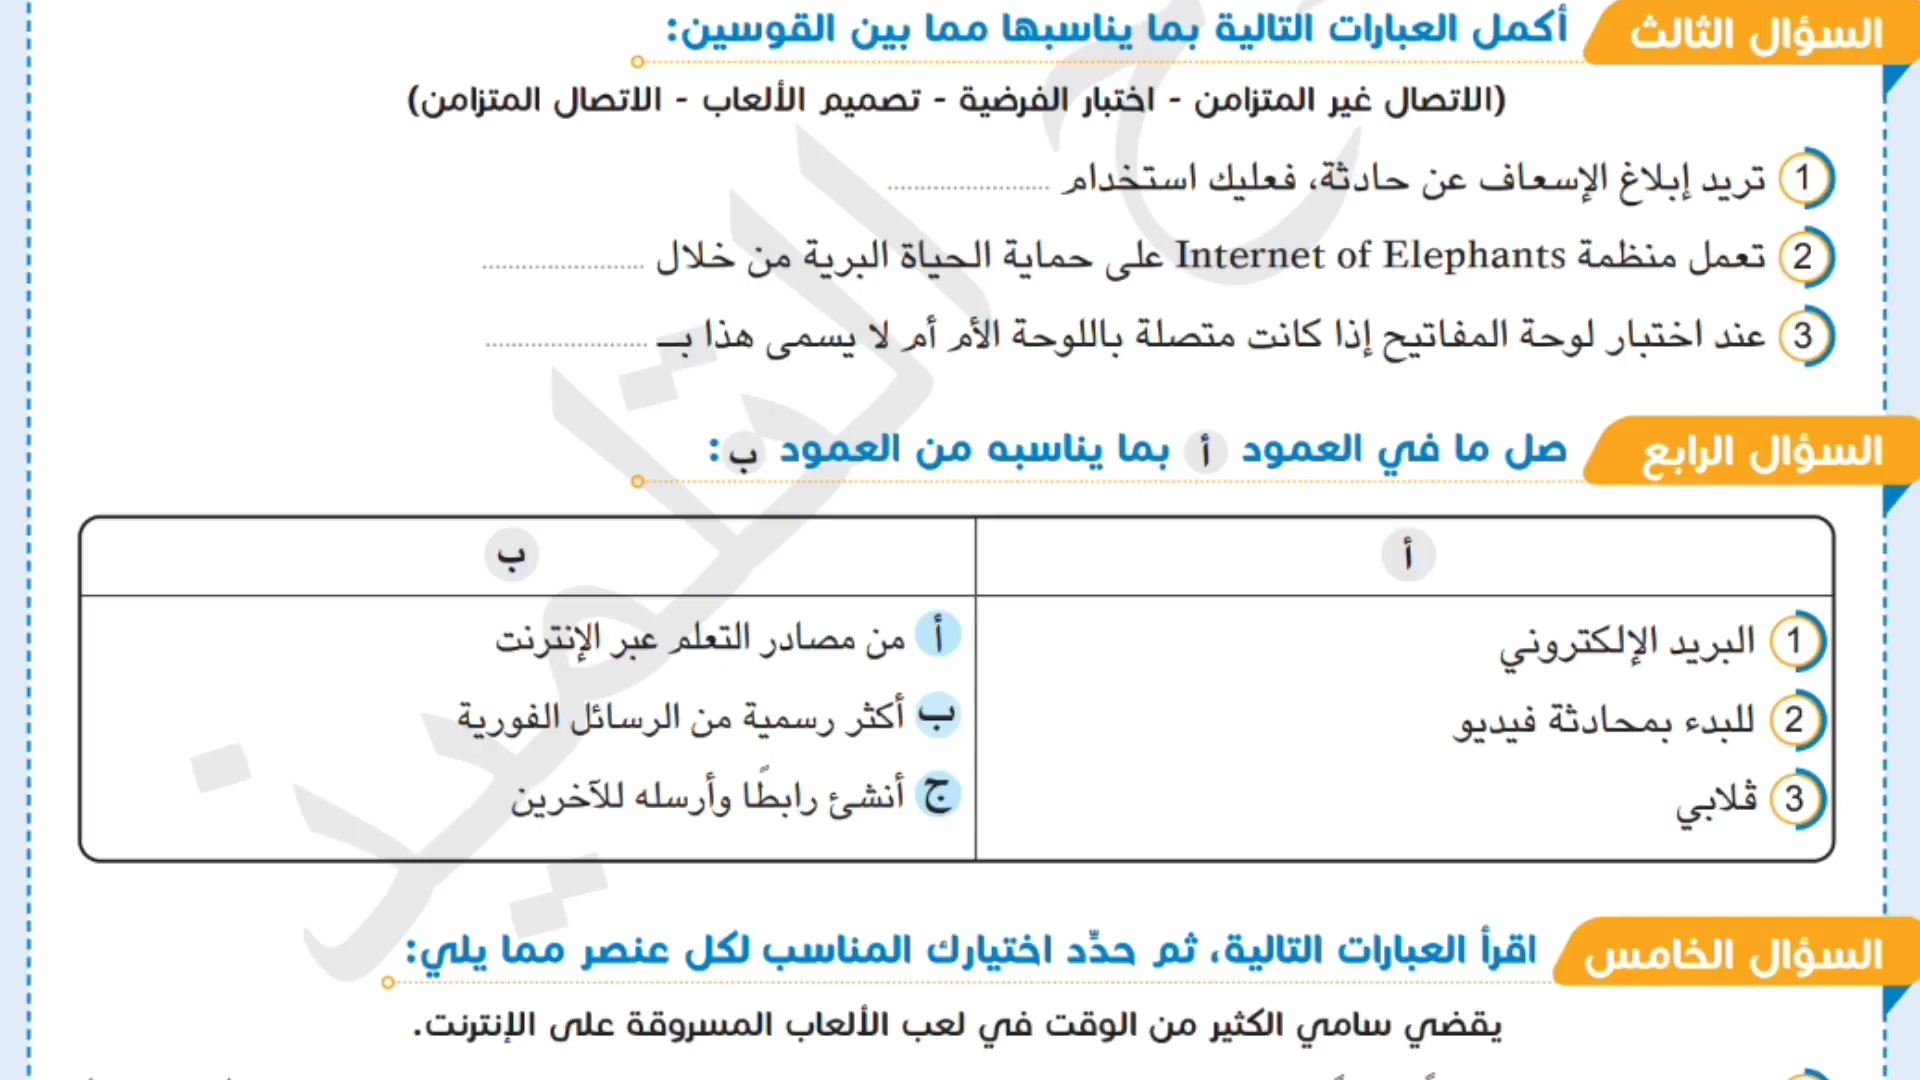 السؤال الثالث أكمل العبارات التالية بما يناسبها مما بين القوسين:
(الاتصال غير المتزامن - اختبار الفرضية - تصميم الألعاب - الاتصال المتزامن)
1 تريد إبلاغ الإسعاف عن حادثة، فعليك استخدام ........................
2 تعمل منظمة Internet of Elephants على حماية الحياة البرية من خلال ........................
3 عند اختبار لوحة المفاتيح إذا كانت متصلة باللوحة الأم أم لا يسمى هذا بـ ........................
السؤال الرابع صل ما في العمود أ بما يناسبه من العمود ب:
أ ب
1 البريد الإلكتروني أ من مصادر التعلم عبر الإنترنت
2 للبدء بمحادثة فيديو ب أكثر رسمية من الرسائل الفورية
3 ڤلابي ج أنشئ رابطًا وأرسله للآخرين
السؤال الخامس اقرأ العبارات التالية، ثم حدِّد اختيارك المناسب لكل عنصر مما يلي:
يقضي سامي الكثير من الوقت في لعب الألعاب المسروقة على الإنترنت.